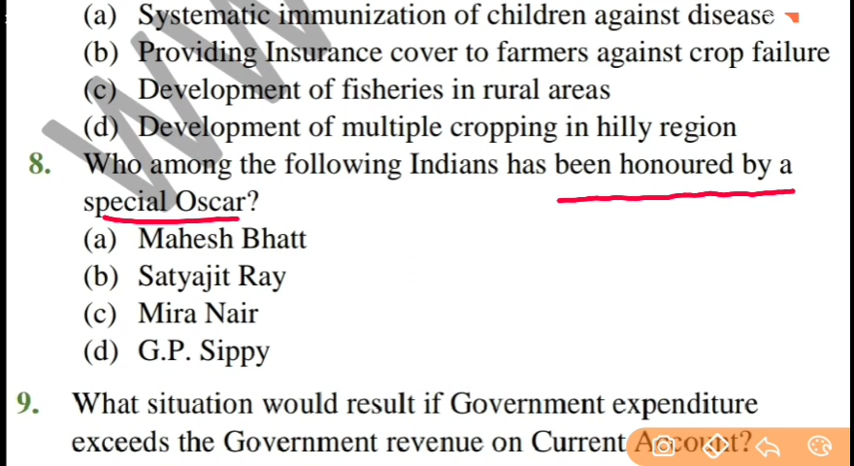 (a) Systematic immunization of children against disease
(b) Providing Insurance cover to farmers against crop failure
(c) Development of fisheries in rural areas
(d) Development of multiple cropping in hilly region
8. Who among the following Indians has been honoured by a
special Oscar?
(a) Mahesh Bhatt
(b) Satyajit Ray
(c) Mira Nair
(d) G.P. Sippy
9. What situation would result if Government expenditure
exceeds the Government revenue on Current Account?